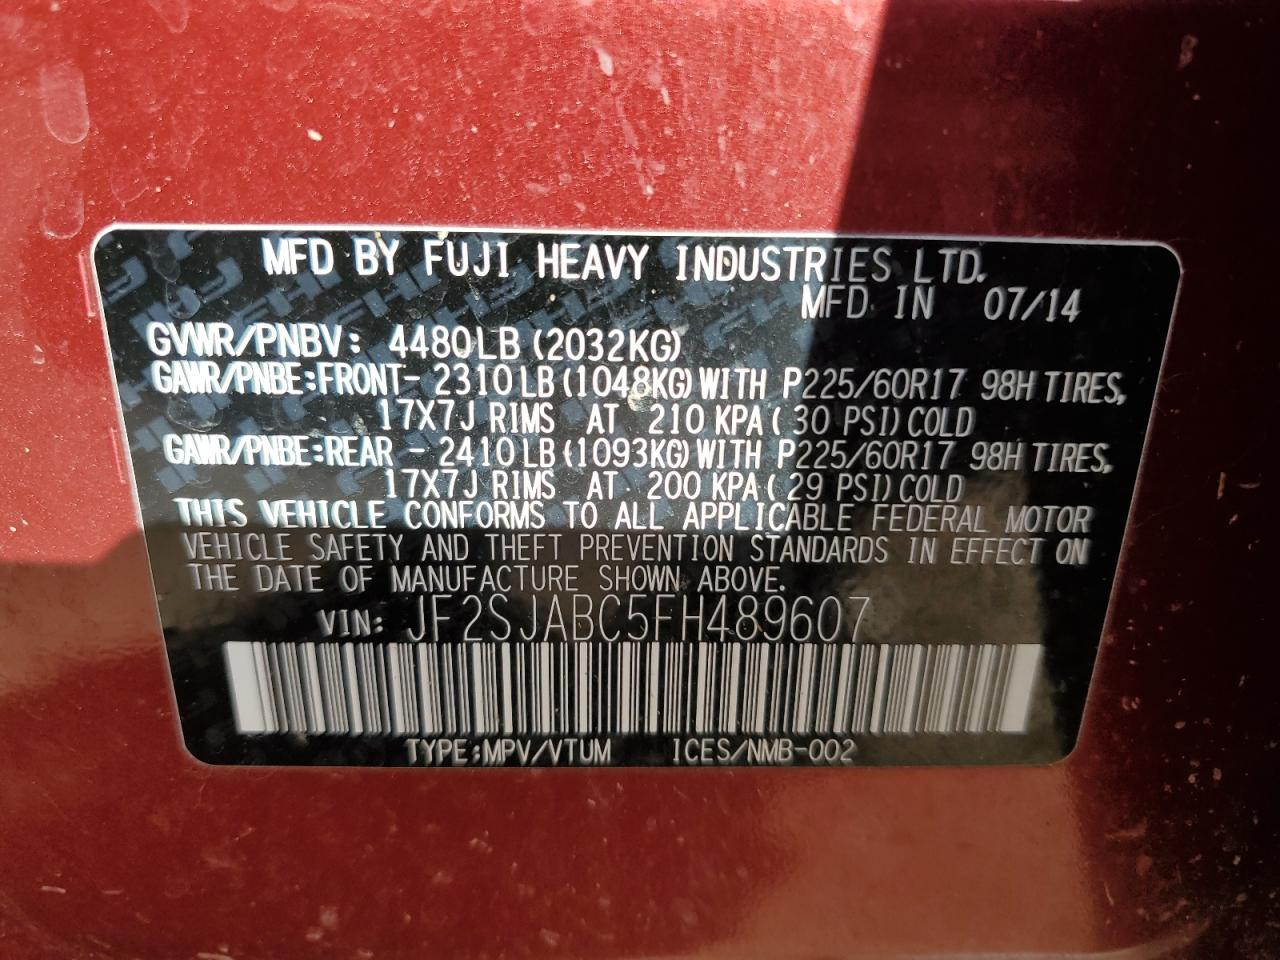 MFD BY FUJI HEAVY INDUSTRIES LTD.
MFD IN 07/14
GVWR/PNBV: 4480LB (2032KG)
GAWR/PNBE:FRONT- 2310LB(1048KG)WITH P225/60R17 98H TIRES,
17X7J RIMS AT 210 KPA( 30 PSI)COLD
GAWR/PNBE:REAR - 2410LB(1093KG)WITH P225/60R17 98H TIRES,
17X7J RIMS AT 200 KPA( 29 PSI)COLD
THIS VEHICLE CONFORMS TO ALL APPLICABLE FEDERAL MOTOR
VEHICLE SAFETY AND THEFT PREVENTION STANDARDS IN EFFECT ON
THE DATE OF MANUFACTURE SHOWN ABOVE.
VIN: JF2SJABC5FH489607
TYPE:MPV/VTUM ICES/NMB-002